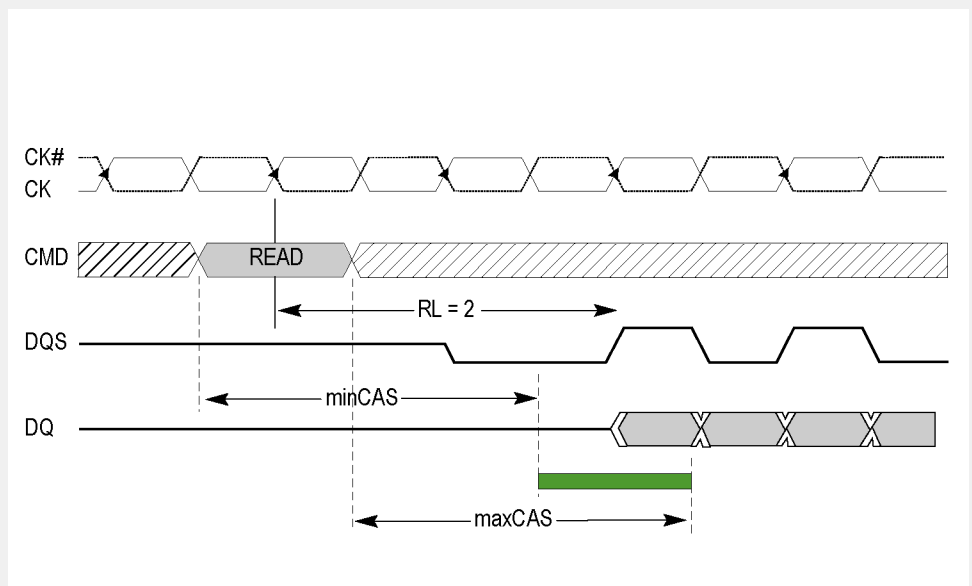 CK#
CK
CMD
READ
RL = 2
DQS
minCAS
DQ
maxCAS